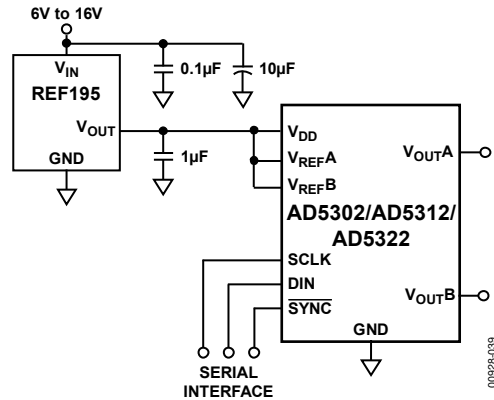 6V to 16V
VIN
REF195
VOUT
GND
0.1µF
10µF
1µF
VDD
VREFA
VREFB
VOUTA
AD5302/AD5312/
AD5322
SCLK
DIN
SYNC
VOUTB
GND
SERIAL
INTERFACE
00928-039